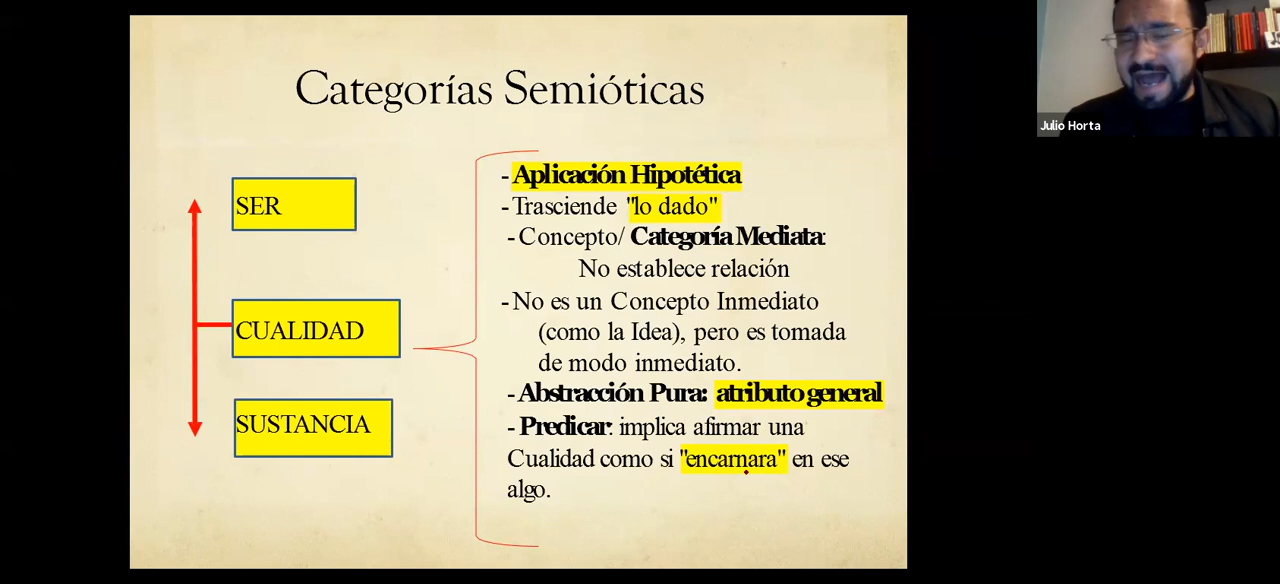 Categorías Semióticas
SER
CUALIDAD
SUSTANCIA
- Aplicación Hipotética
- Trasciende "lo dado"
- Concepto/ Categoría Mediata:
No establece relación
- No es un Concepto Inmediato
(como la Idea), pero es tomada
de modo inmediato.
- Abstracción Pura: atributo general
- Predicar: implica afirmar una
Cualidad como si "encarnara" en ese
algo.
Julio Horta